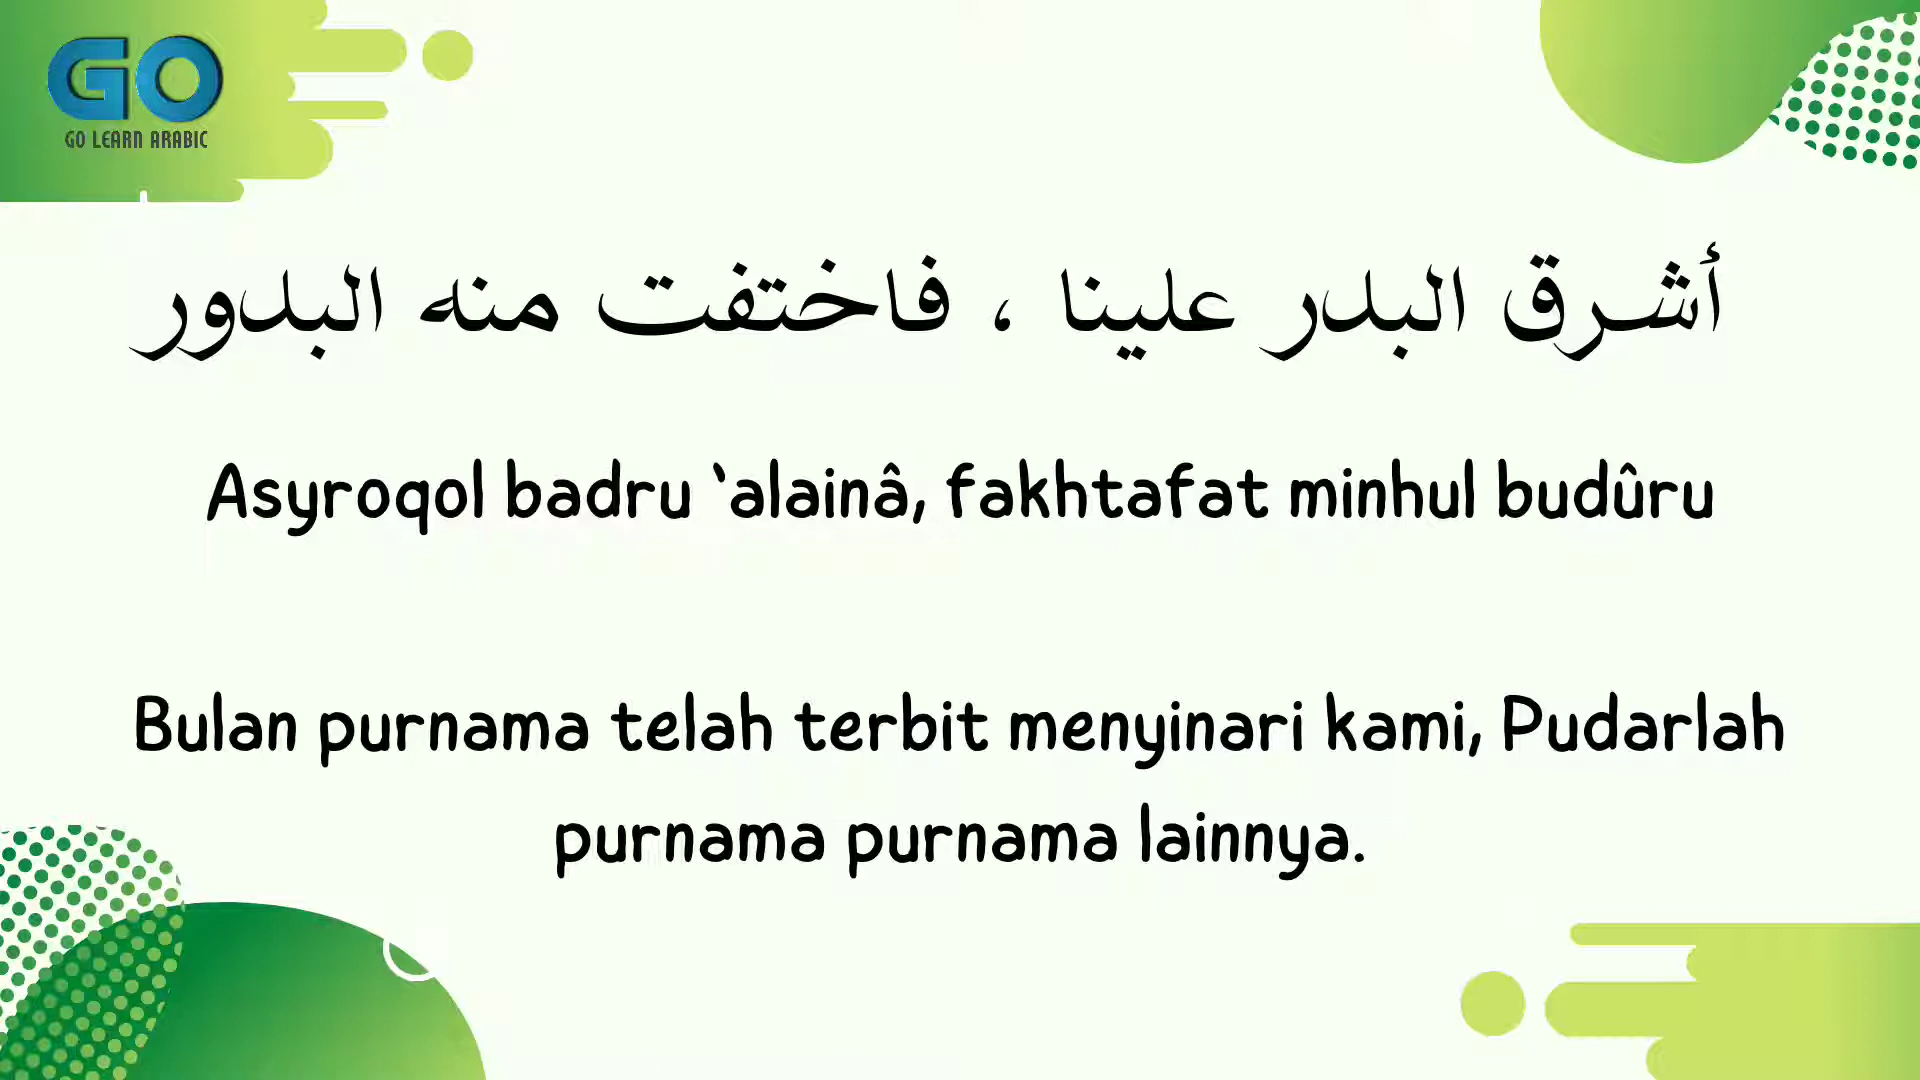 GO
GO LEARN ARABIC
أشرق البدر علينا ، فاختفت منه البدور
Asyroqol badru ‘alainâ, fakhtafat minhul budûru
Bulan purnama telah terbit menyinari kami, Pudarlah
purnama purnama lainnya.